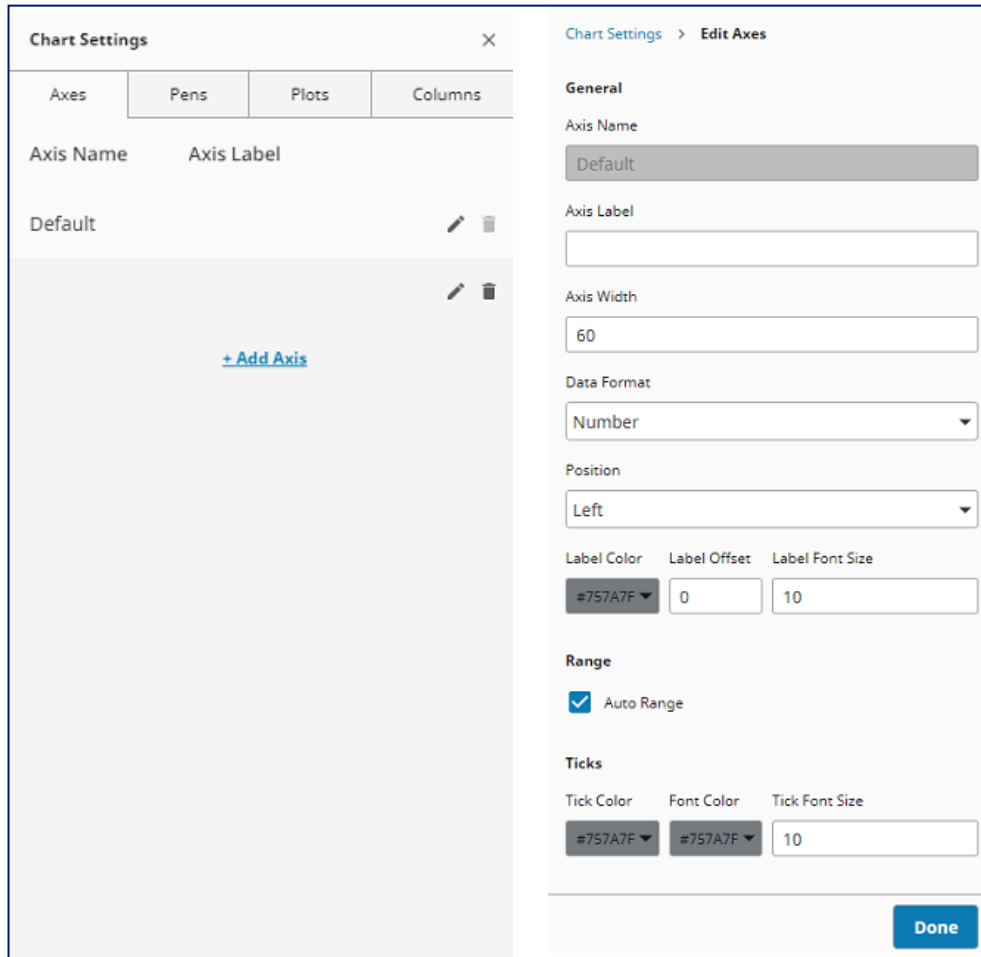 Chart Settings
Axes Pens Plots Columns
Axis Name Axis Label
Default
+ Add Axis
Chart Settings > Edit Axes
General
Axis Name
Default
Axis Label
Axis Width
60
Data Format
Number
Position
Left
Label Color Label Offset Label Font Size
#757A7F 0 10
Range
Auto Range
Ticks
Tick Color Font Color Tick Font Size
#757A7F #757A7F 10
Done